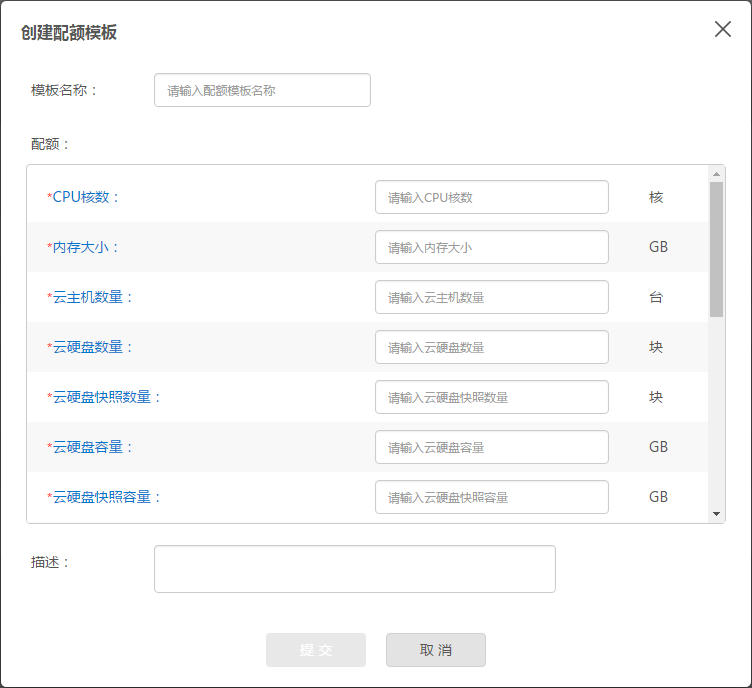 创建配额模板
模板名称： 请输入配额模板名称
配额：
*CPU核数： 请输入CPU核数 核
*内存大小： 请输入内存大小 GB
*云主机数量： 请输入云主机数量 台
*云硬盘数量： 请输入云硬盘数量 块
*云硬盘快照数量： 请输入云硬盘快照数量 块
*云硬盘容量： 请输入云硬盘容量 GB
*云硬盘快照容量： 请输入云硬盘快照容量 GB
描述：
提交 取消